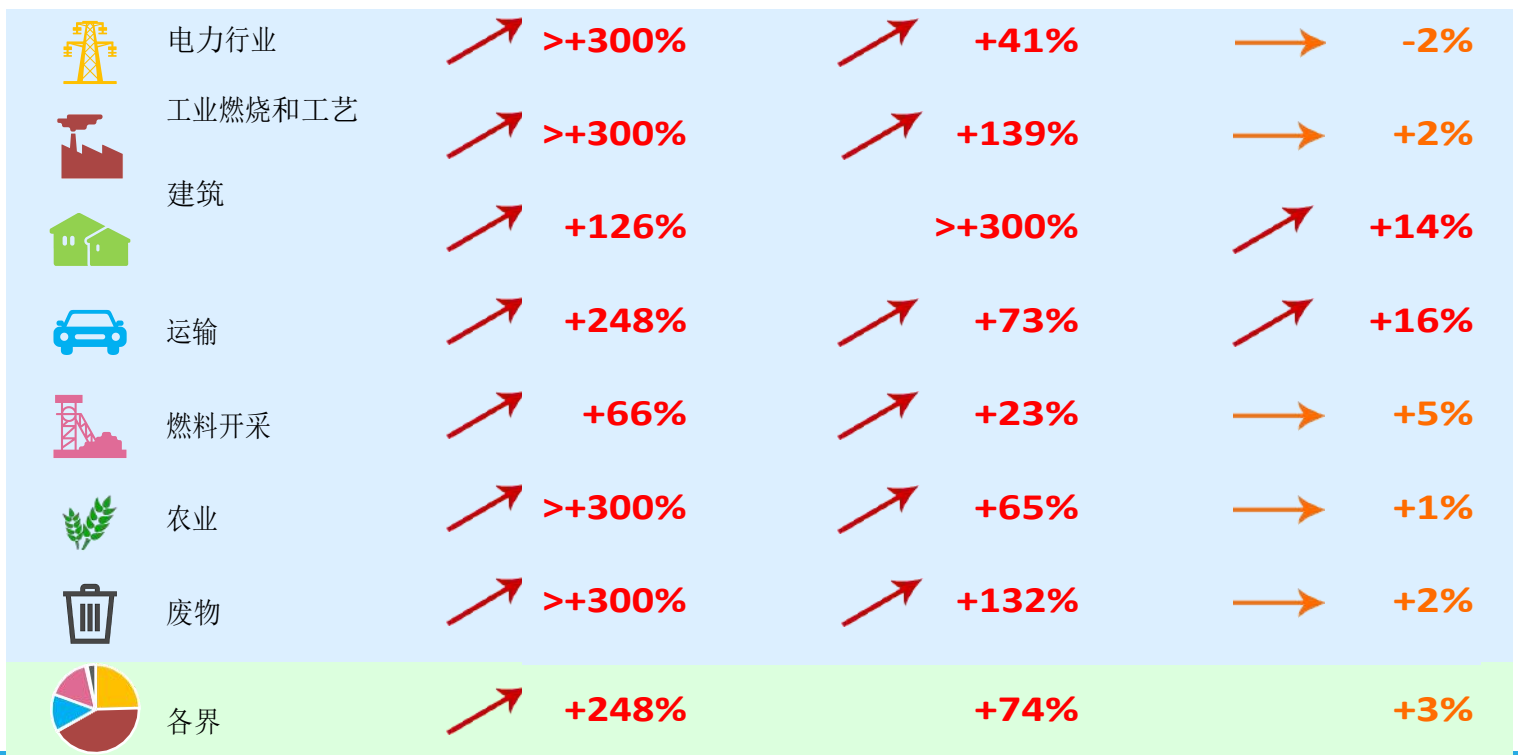 电力行业 >+300% +41% -2%
工业燃烧和工艺 >+300% +139% +2%
建筑 +126% >+300% +14%
运输 +248% +73% +16%
燃料开采 +66% +23% +5%
农业 >+300% +65% +1%
废物 >+300% +132% +2%
各界 +248% +74% +3%